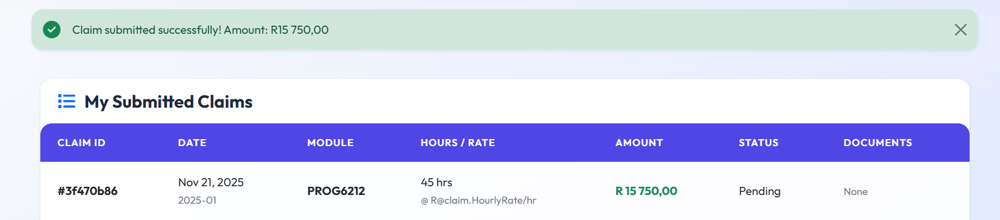 Claim submitted successfully! Amount: R15 750,00
My Submitted Claims
CLAIM ID DATE MODULE HOURS / RATE AMOUNT STATUS DOCUMENTS
#3f470b86 Nov 21, 2025 PROG6212 45 hrs R 15 750,00 Pending None
2025-01 @ R@claim.HourlyRate/hr